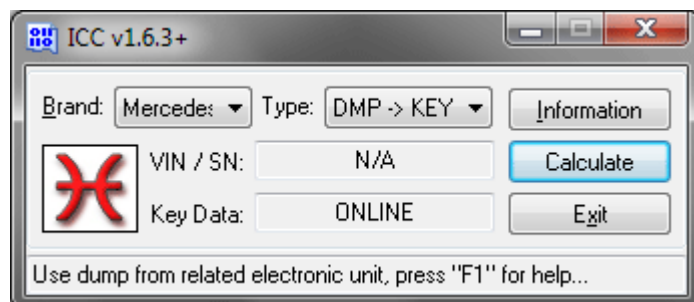 ICC v1.6.3+
Brand: Mercedes Type: DMP -> KEY Information
VIN / SN: N/A Calculate
Key Data: ONLINE Exit
Use dump from related electronic unit, press "F1" for help...